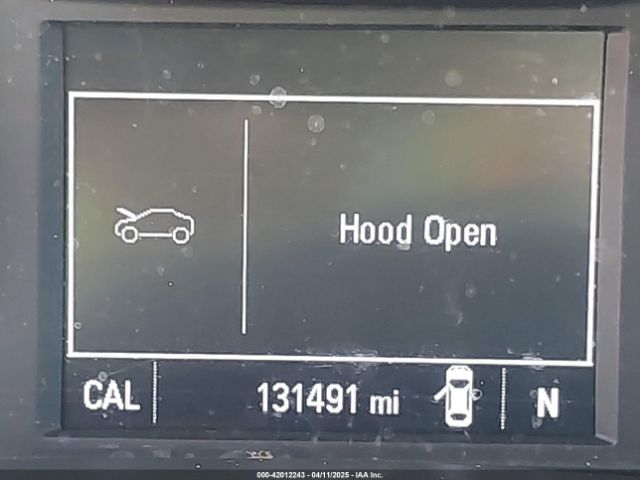 Hood Open
CAL 131491 mi N
000-42012243 - 04/11/2025 - IAA Inc.